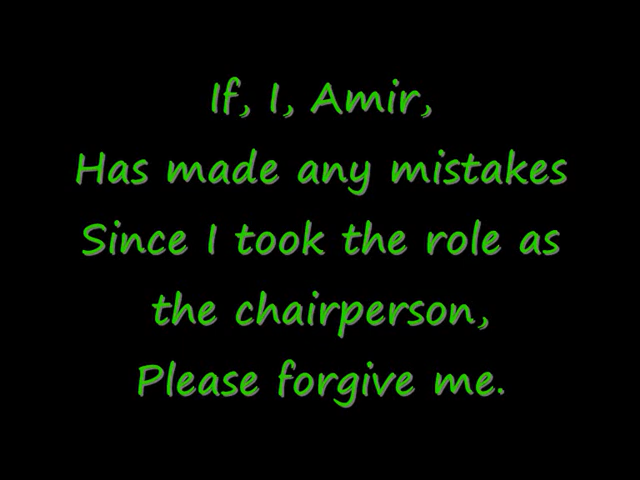 If, I, Amir,
Has made any mistakes
Since I took the role as
the chairperson,
Please forgive me.